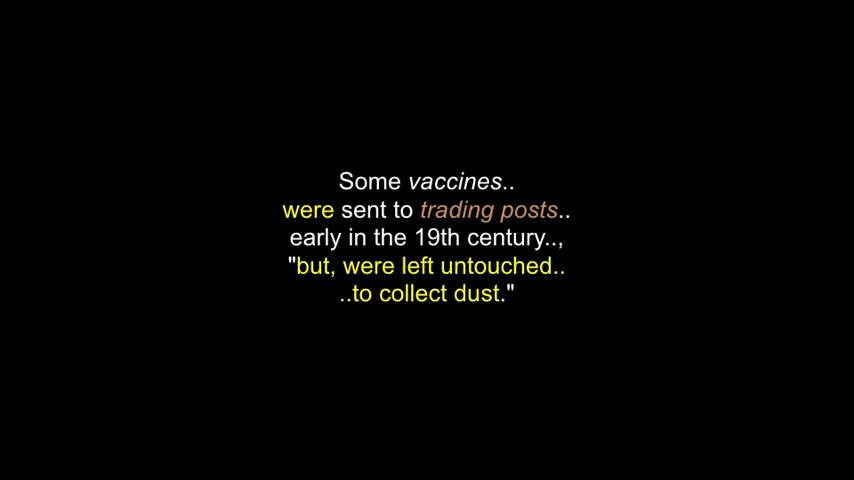 Some vaccines..
were sent to trading posts..
early in the 19th century..,
"but, were left untouched..
..to collect dust."